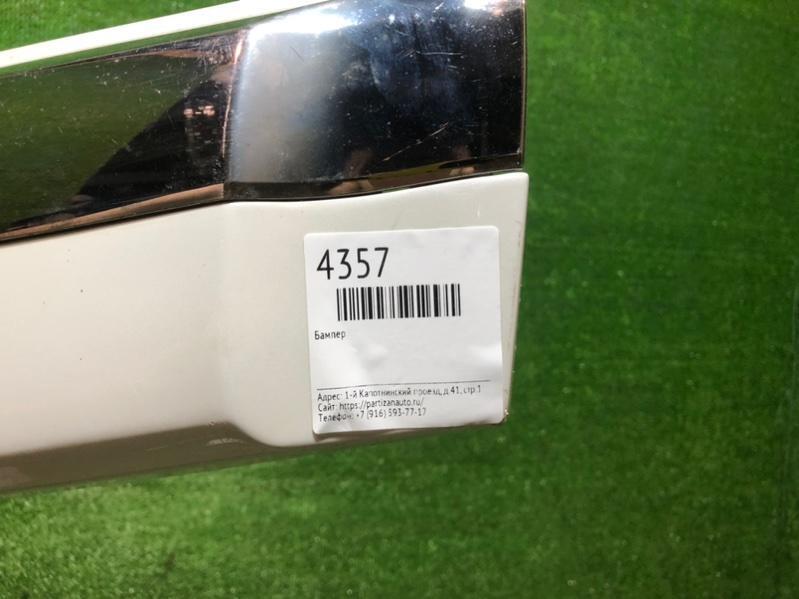 4357
Бампер
Адрес: 1-й Капотнинский проезд, д.41, стр.1
Сайт: https://partizanauto.ru/
Телефон: +7 (916) 593-77-17